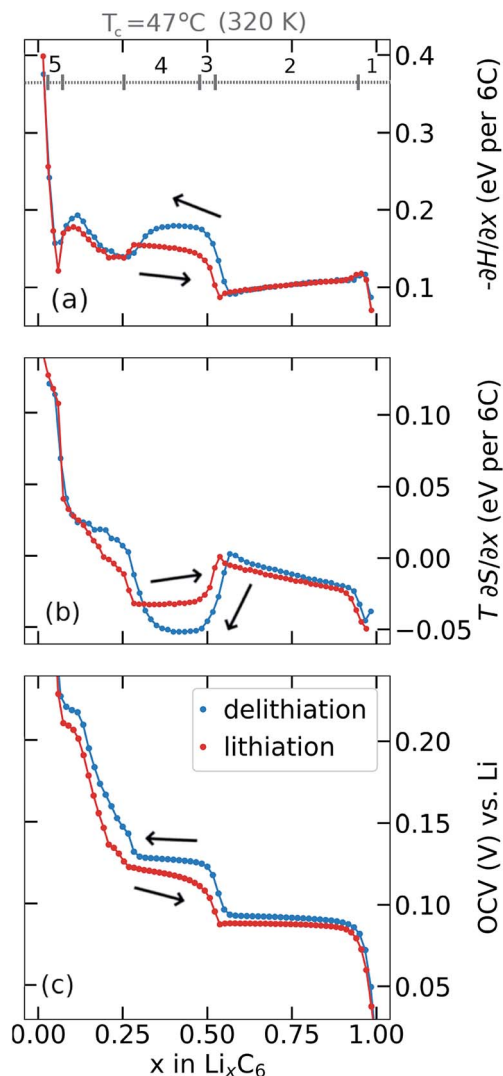 T_c=47°C (320 K)
5 4 3 2 1
0.4
0.3
0.2
0.1
-∂H/∂x (eV per 6C)
(a)
0.10
0.05
0.00
−0.05
T ∂S/∂x (eV per 6C)
(b)
delithiation
lithiation
0.20
0.15
0.10
0.05
OCV (V) vs. Li
(c)
0.00 0.25 0.50 0.75 1.00
x in Li_xC_6